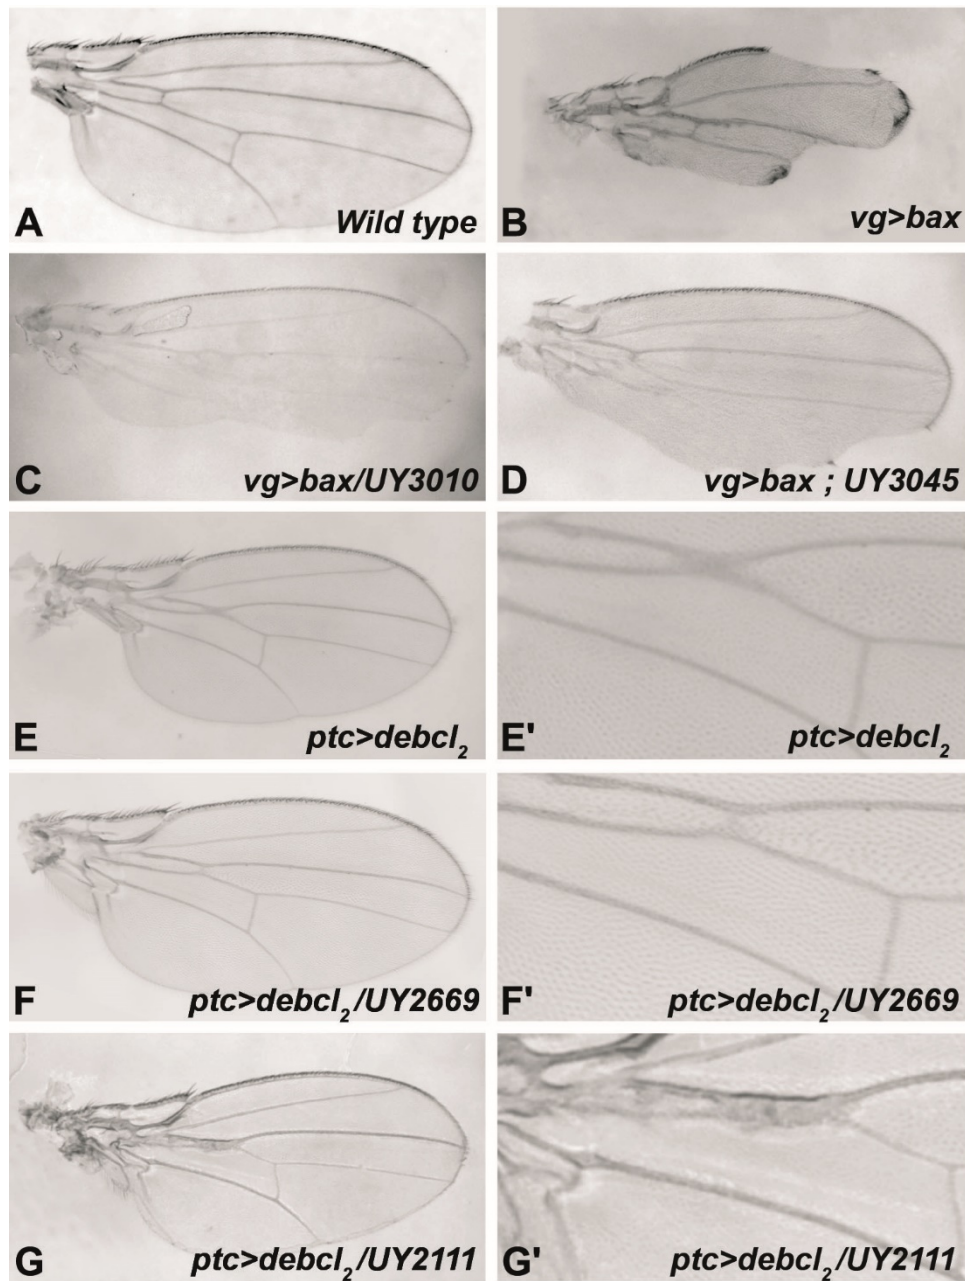 A Wild type
B vg>bax
C vg>bax/UY3010
D vg>bax ; UY3045
E ptc>debcl₂
E' ptc>debcl₂
F ptc>debcl₂/UY2669
F' ptc>debcl₂/UY2669
G ptc>debcl₂/UY2111
G' ptc>debcl₂/UY2111